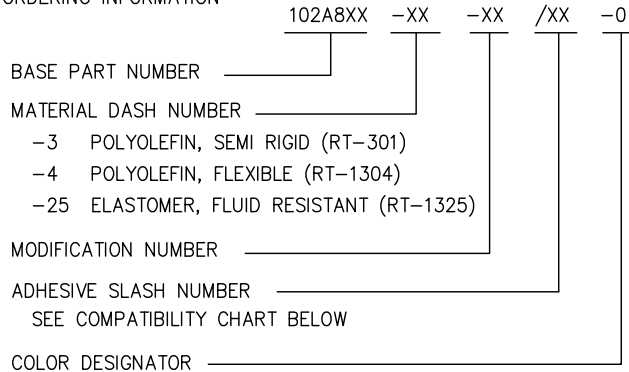 ORDERING INFORMATION
102A8XX -XX -XX /XX -0
BASE PART NUMBER
MATERIAL DASH NUMBER
-3 POLYOLEFIN, SEMI RIGID (RT-301)
-4 POLYOLEFIN, FLEXIBLE (RT-1304)
-25 ELASTOMER, FLUID RESISTANT (RT-1325)
MODIFICATION NUMBER
ADHESIVE SLASH NUMBER
SEE COMPATIBILITY CHART BELOW
COLOR DESIGNATOR